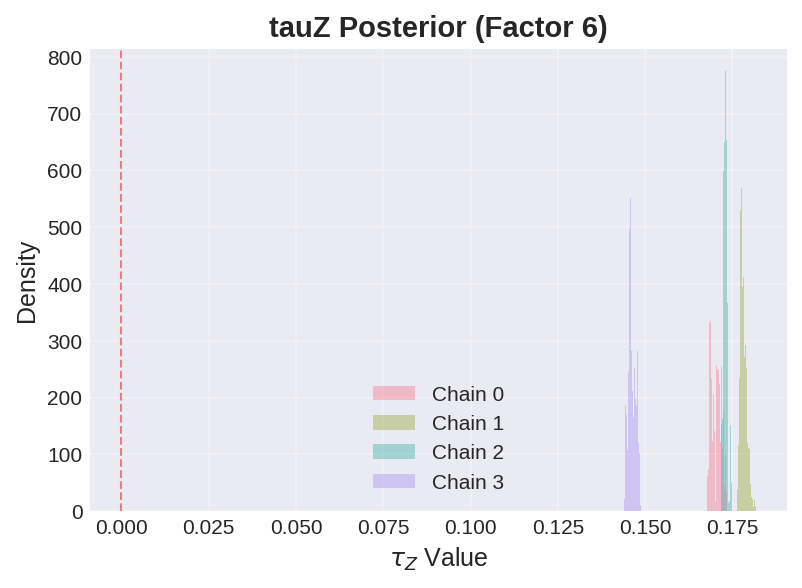 tauZ Posterior (Factor 6)
800
700
600
500
400
300
200
100
0
Density
Chain 0
Chain 1
Chain 2
Chain 3
0.000 0.025 0.050 0.075 0.100 0.125 0.150 0.175
τ_Z Value